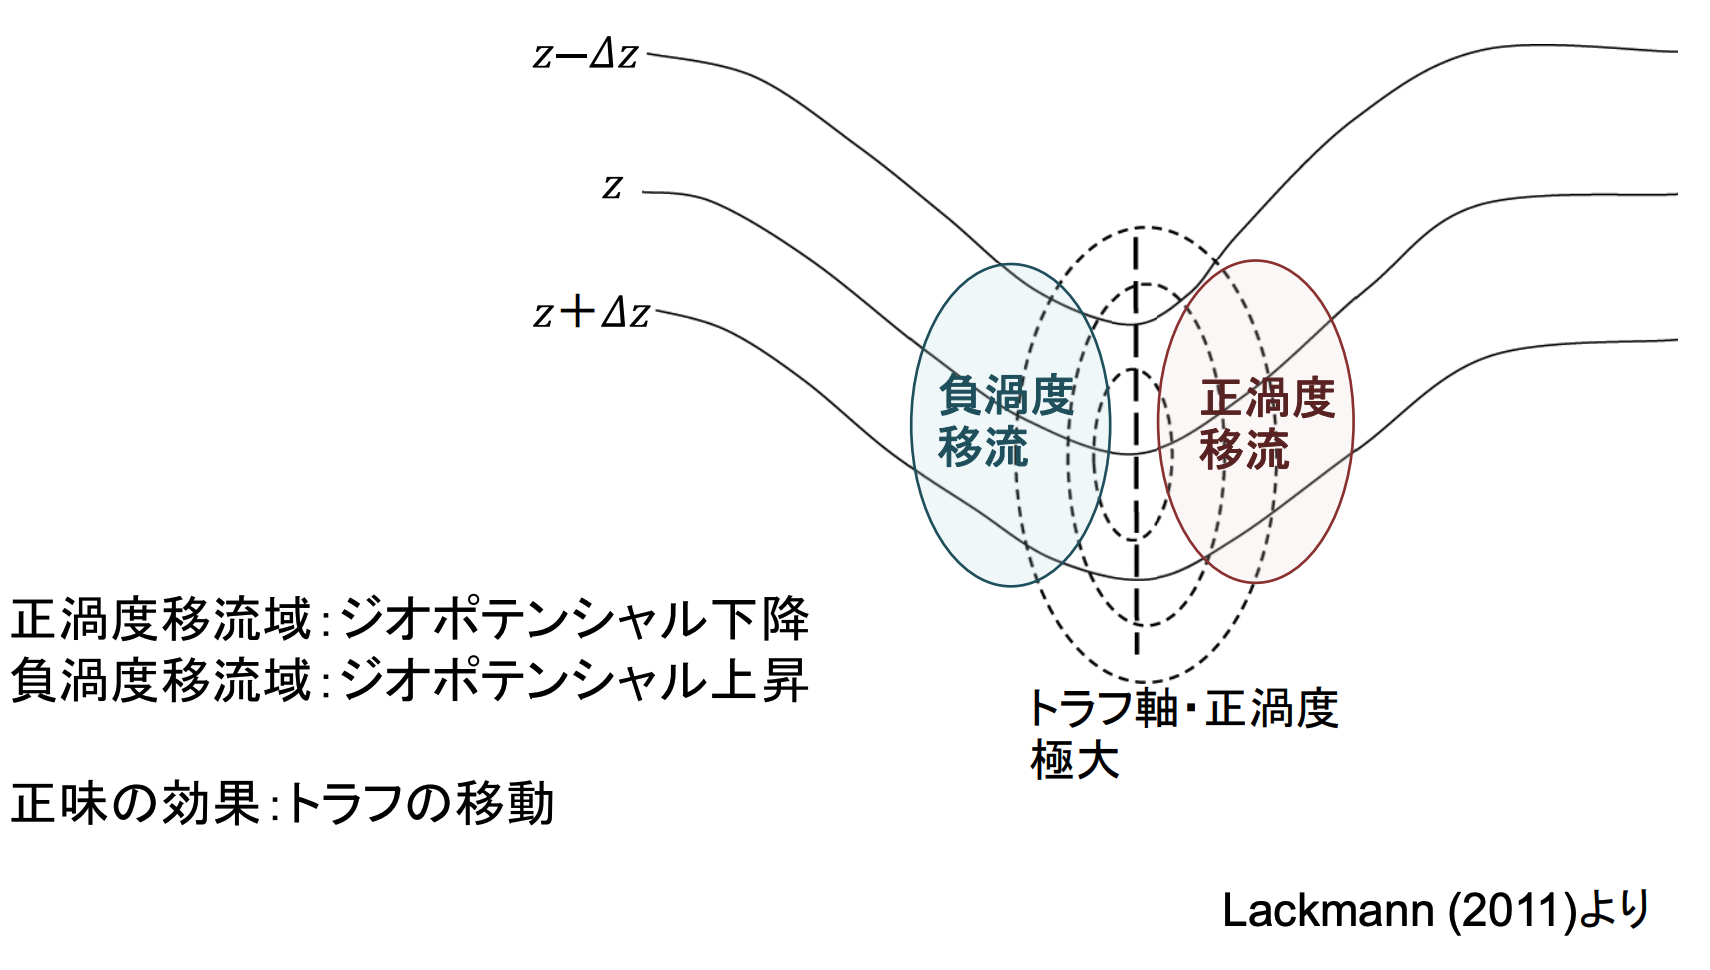 z−Δz
z
z＋Δz
負渦度
移流
正渦度
移流
正渦度移流域：ジオポテンシャル下降
負渦度移流域：ジオポテンシャル上昇
トラフ軸・正渦度
極大
正味の効果：トラフの移動
Lackmann (2011)より